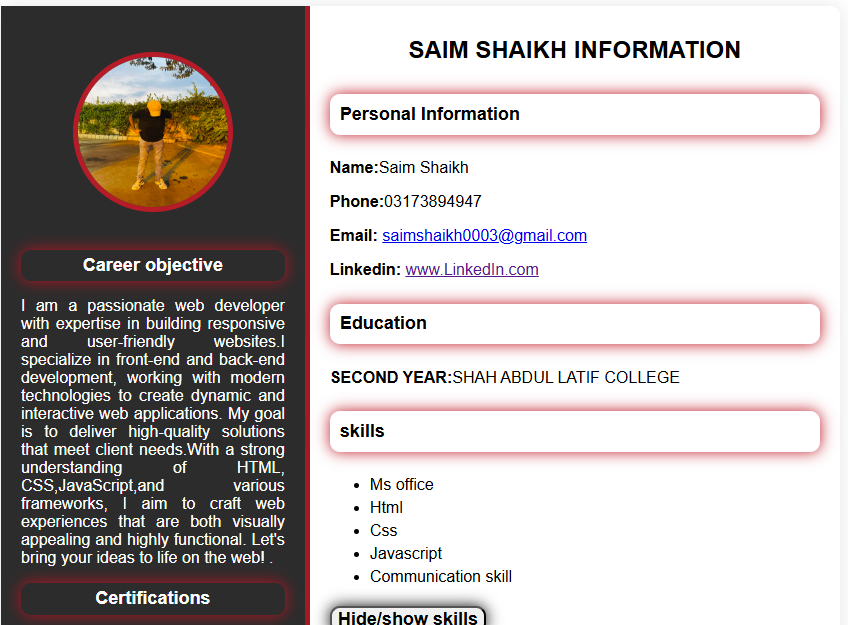 Career objective
I am a passionate web developer
with expertise in building responsive
and user-friendly websites.I
specialize in front-end and back-end
development, working with modern
technologies to create dynamic and
interactive web applications. My goal
is to deliver high-quality solutions
that meet client needs.With a strong
understanding of HTML,
CSS,JavaScript,and various
frameworks, I aim to craft web
experiences that are both visually
appealing and highly functional. Let's
bring your ideas to life on the web! .
Certifications
SAIM SHAIKH INFORMATION
Personal Information
Name:Saim Shaikh
Phone:03173894947
Email: saimshaikh0003@gmail.com
Linkedin: www.LinkedIn.com
Education
SECOND YEAR:SHAH ABDUL LATIF COLLEGE
skills
• Ms office
• Html
• Css
• Javascript
• Communication skill
Hide/show skills